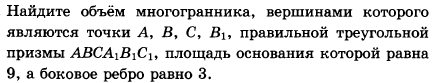 Найдите объём многогранника, вершинами которого
являются точки A, B, C, B₁, правильной треугольной
призмы ABCA₁B₁C₁, площадь основания которой равна
9, а боковое ребро равно 3.